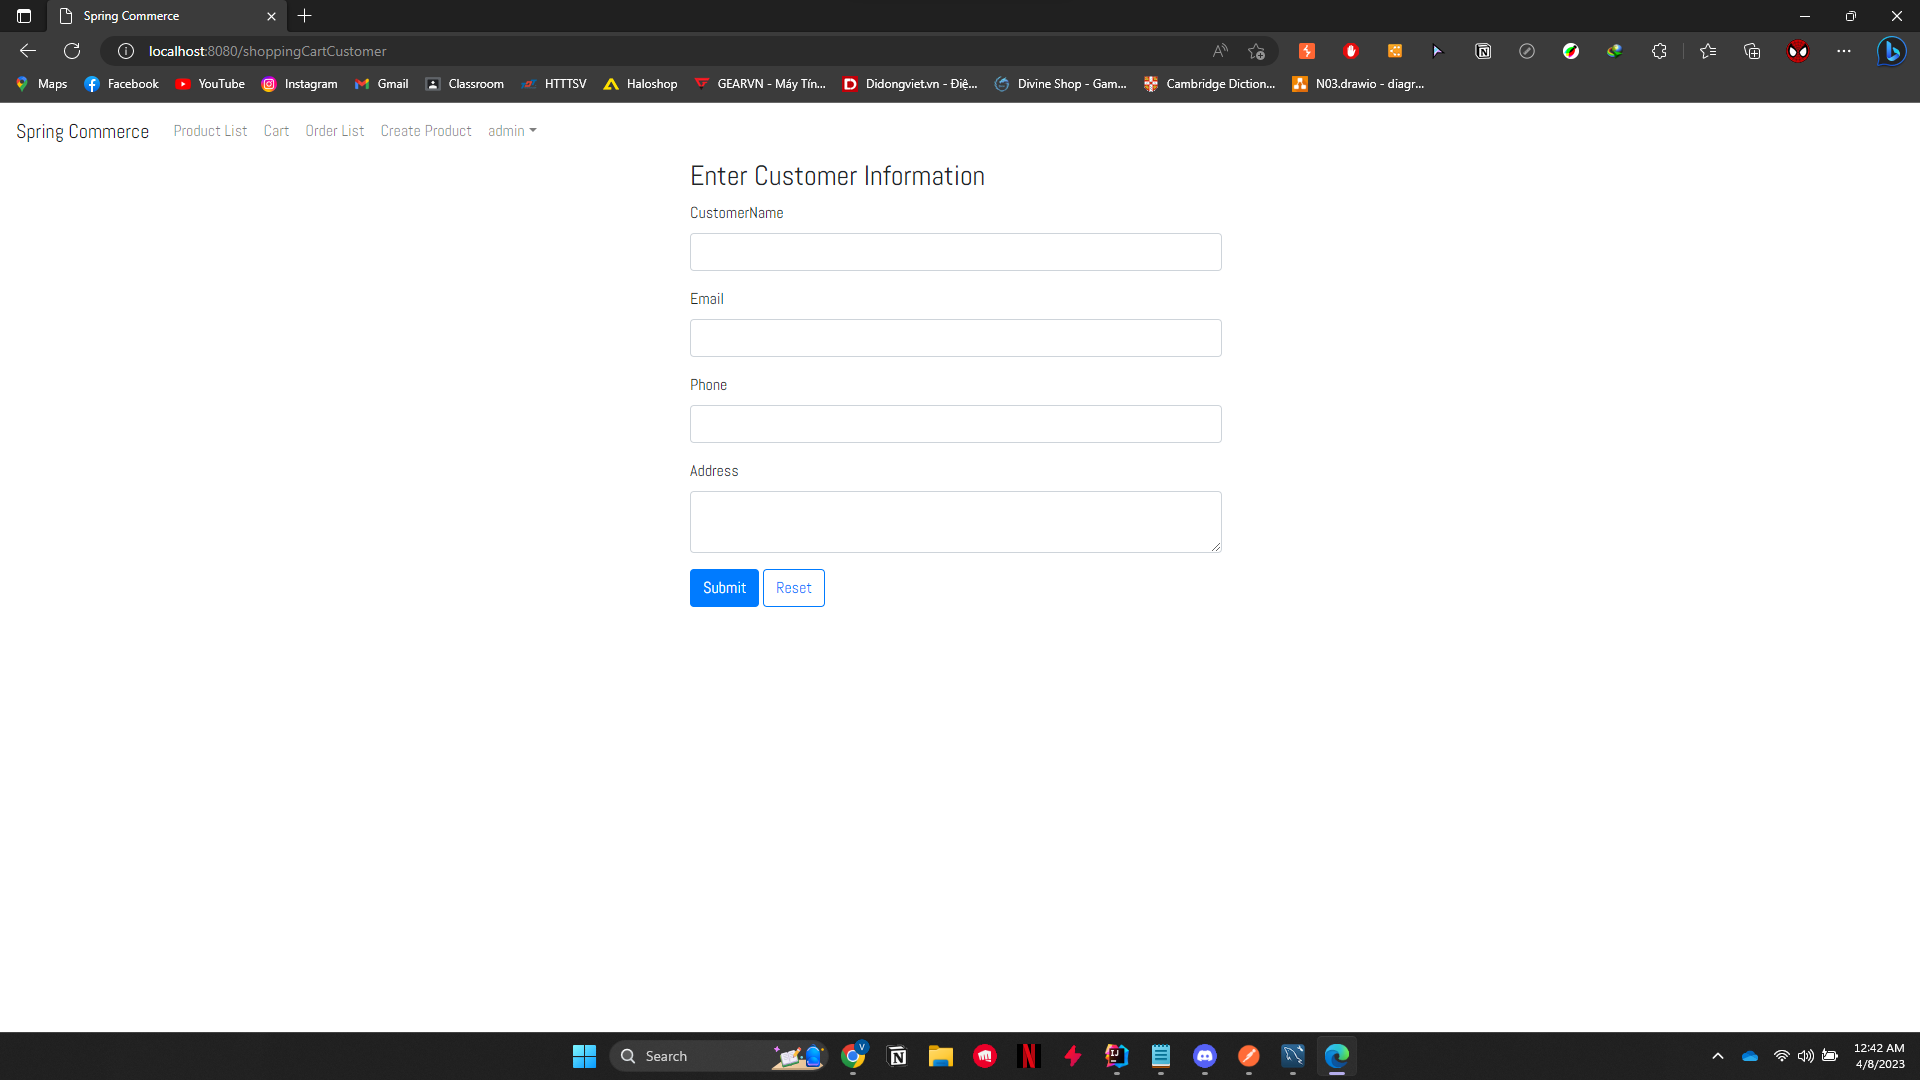 Spring Commerce
localhost:8080/shoppingCartCustomer
Maps Facebook YouTube Instagram Gmail Classroom HTTTSV Haloshop GEARVN - Máy Tín... Didongviet.vn - Điệ... Divine Shop - Gam... Cambridge Diction... N03.drawio - diagr...
Spring Commerce Product List Cart Order List Create Product admin
Enter Customer Information
CustomerName
Email
Phone
Address
Submit Reset
Search
12:42 AM
4/8/2023